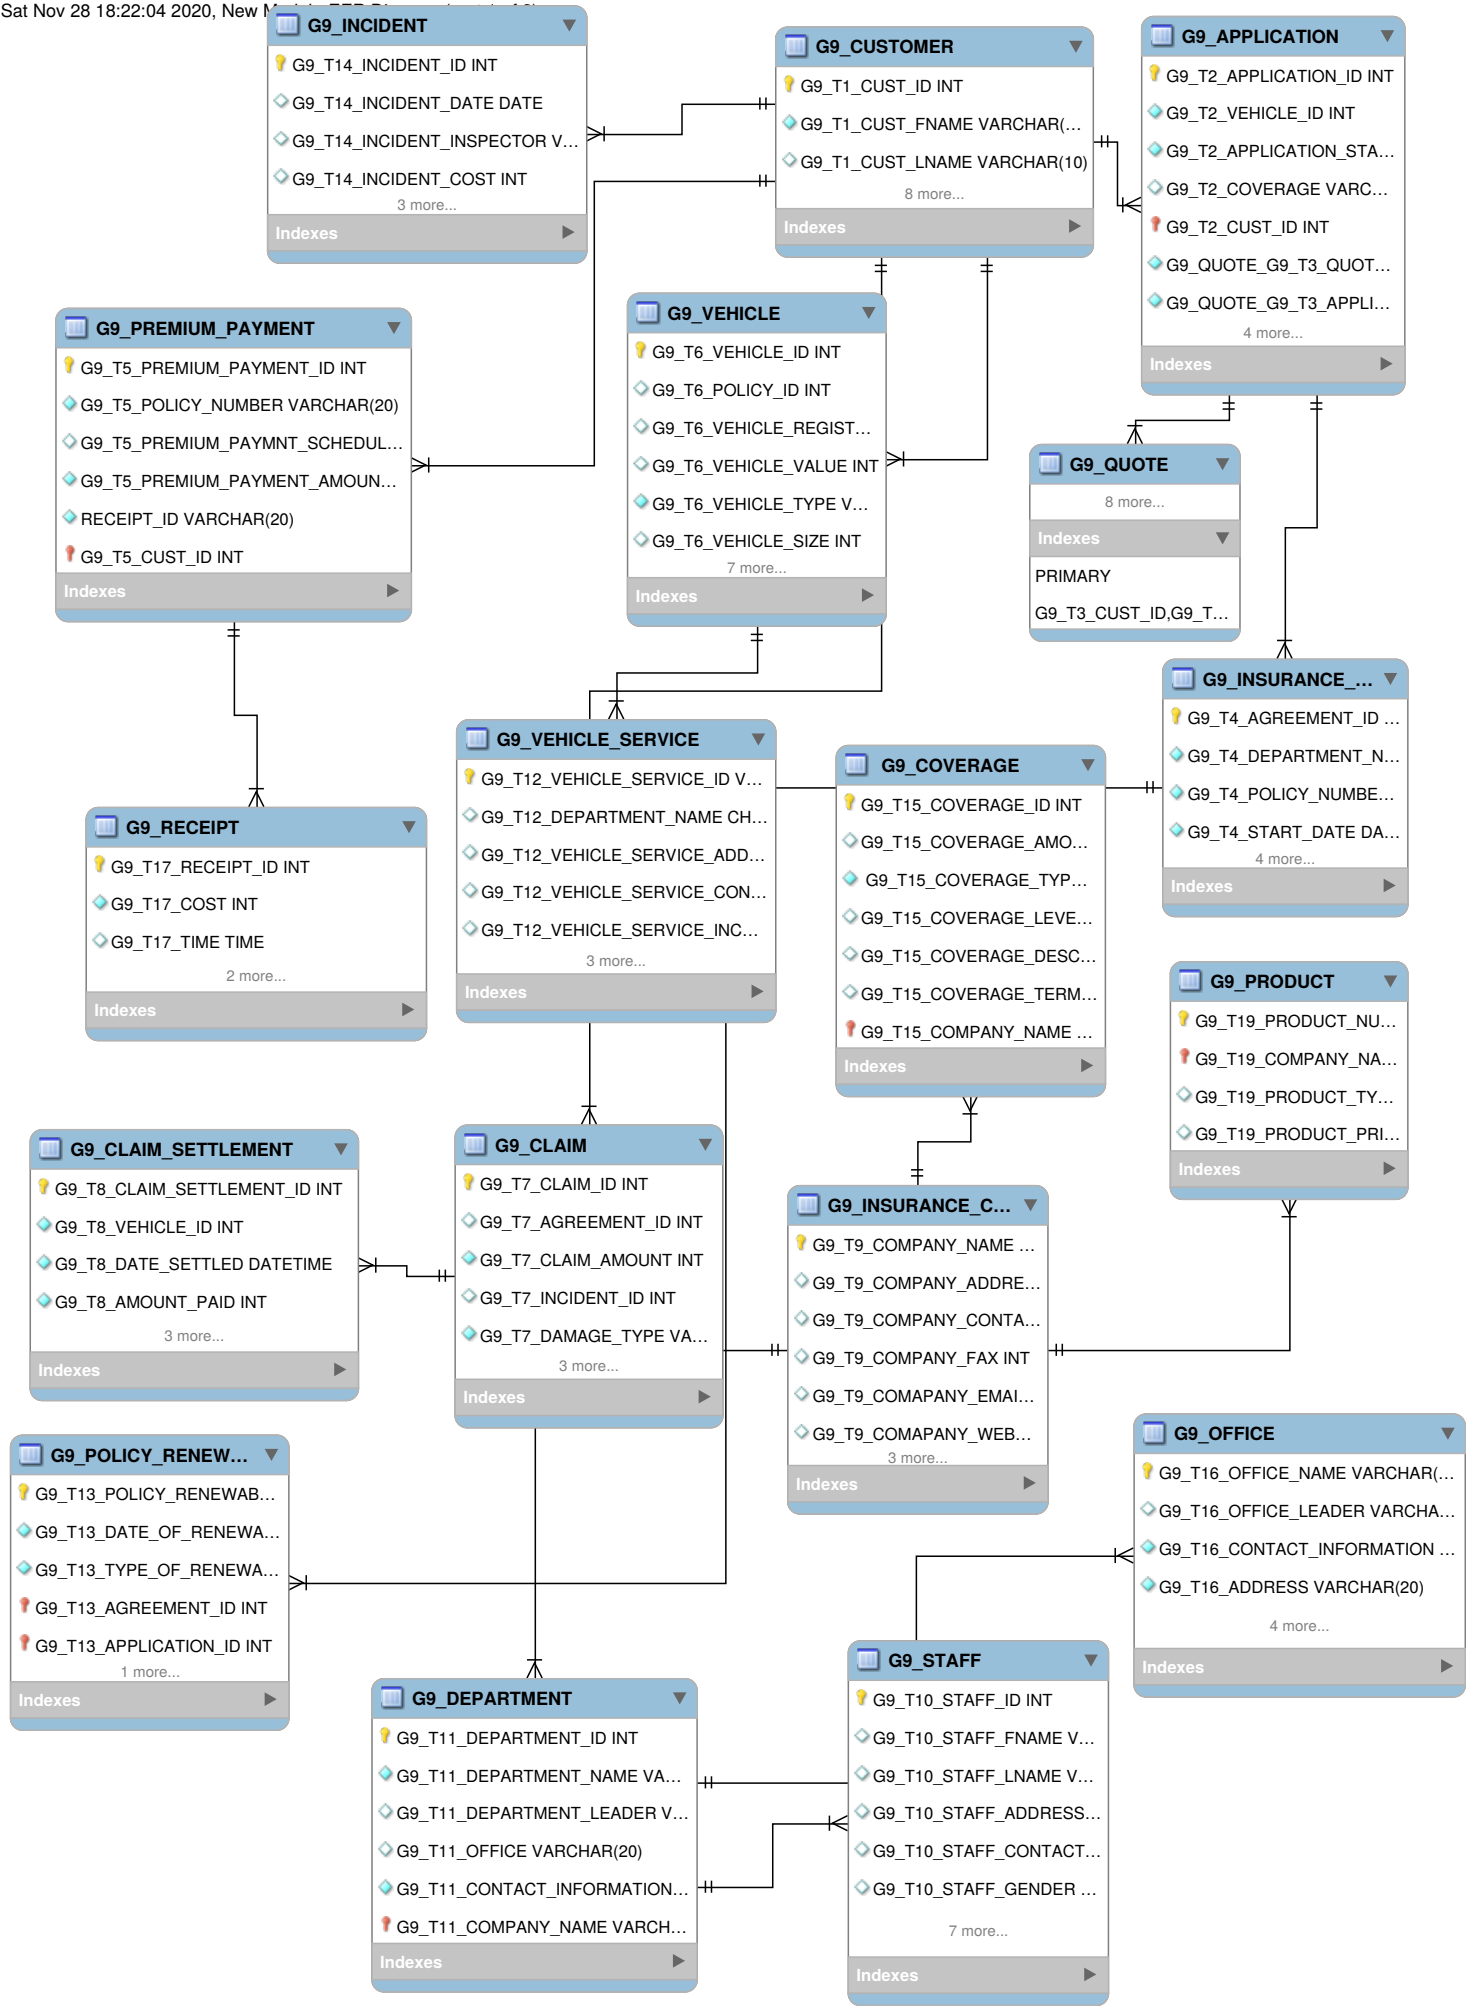 Sat Nov 28 18:22:04 2020, New
G9_INCIDENT
G9_T14_INCIDENT_ID INT
G9_T14_INCIDENT_DATE DATE
G9_T14_INCIDENT_INSPECTOR V...
G9_T14_INCIDENT_COST INT
3 more...
Indexes
G9_CUSTOMER
G9_T1_CUST_ID INT
G9_T1_CUST_FNAME VARCHAR(...
G9_T1_CUST_LNAME VARCHAR(10)
8 more...
Indexes
G9_APPLICATION
G9_T2_APPLICATION_ID INT
G9_T2_VEHICLE_ID INT
G9_T2_APPLICATION_STA...
G9_T2_COVERAGE VARC...
G9_T2_CUST_ID INT
G9_QUOTE_G9_T3_QUOT...
G9_QUOTE_G9_T3_APPLI...
4 more...
Indexes
G9_PREMIUM_PAYMENT
G9_T5_PREMIUM_PAYMENT_ID INT
G9_T5_POLICY_NUMBER VARCHAR(20)
G9_T5_PREMIUM_PAYMNT_SCHEDUL...
G9_T5_PREMIUM_PAYMENT_AMOUN...
RECEIPT_ID VARCHAR(20)
G9_T5_CUST_ID INT
Indexes
G9_VEHICLE
G9_T6_VEHICLE_ID INT
G9_T6_POLICY_ID INT
G9_T6_VEHICLE_REGIST...
G9_T6_VEHICLE_VALUE INT
G9_T6_VEHICLE_TYPE V...
G9_T6_VEHICLE_SIZE INT
7 more...
Indexes
G9_QUOTE
8 more...
Indexes
PRIMARY
G9_T3_CUST_ID,G9_T...
G9_INSURANCE_...
G9_T4_AGREEMENT_ID ...
G9_T4_DEPARTMENT_N...
G9_T4_POLICY_NUMBE...
G9_T4_START_DATE DA...
4 more...
Indexes
G9_VEHICLE_SERVICE
G9_T12_VEHICLE_SERVICE_ID V...
G9_T12_DEPARTMENT_NAME CH...
G9_T12_VEHICLE_SERVICE_ADD...
G9_T12_VEHICLE_SERVICE_CON...
G9_T12_VEHICLE_SERVICE_INC...
3 more...
Indexes
G9_COVERAGE
G9_T15_COVERAGE_ID INT
G9_T15_COVERAGE_AMO...
G9_T15_COVERAGE_TYP...
G9_T15_COVERAGE_LEVE...
G9_T15_COVERAGE_DESC...
G9_T15_COVERAGE_TERM...
G9_T15_COMPANY_NAME ...
Indexes
G9_RECEIPT
G9_T17_RECEIPT_ID INT
G9_T17_COST INT
G9_T17_TIME TIME
2 more...
Indexes
G9_PRODUCT
G9_T19_PRODUCT_NU...
G9_T19_COMPANY_NA...
G9_T19_PRODUCT_TY...
G9_T19_PRODUCT_PRI...
Indexes
G9_CLAIM_SETTLEMENT
G9_T8_CLAIM_SETTLEMENT_ID INT
G9_T8_VEHICLE_ID INT
G9_T8_DATE_SETTLED DATETIME
G9_T8_AMOUNT_PAID INT
3 more...
Indexes
G9_CLAIM
G9_T7_CLAIM_ID INT
G9_T7_AGREEMENT_ID INT
G9_T7_CLAIM_AMOUNT INT
G9_T7_INCIDENT_ID INT
G9_T7_DAMAGE_TYPE VA...
3 more...
Indexes
G9_INSURANCE_C...
G9_T9_COMPANY_NAME ...
G9_T9_COMPANY_ADDRE...
G9_T9_COMPANY_CONTA...
G9_T9_COMPANY_FAX INT
G9_T9_COMAPANY_EMAI...
G9_T9_COMAPANY_WEB...
3 more...
Indexes
G9_POLICY_RENEW...
G9_T13_POLICY_RENEWAB...
G9_T13_DATE_OF_RENEWA...
G9_T13_TYPE_OF_RENEWA...
G9_T13_AGREEMENT_ID INT
G9_T13_APPLICATION_ID INT
1 more...
Indexes
G9_OFFICE
G9_T16_OFFICE_NAME VARCHAR(...
G9_T16_OFFICE_LEADER VARCHA...
G9_T16_CONTACT_INFORMATION ...
G9_T16_ADDRESS VARCHAR(20)
4 more...
Indexes
G9_DEPARTMENT
G9_T11_DEPARTMENT_ID INT
G9_T11_DEPARTMENT_NAME VA...
G9_T11_DEPARTMENT_LEADER V...
G9_T11_OFFICE VARCHAR(20)
G9_T11_CONTACT_INFORMATION...
G9_T11_COMPANY_NAME VARCH...
Indexes
G9_STAFF
G9_T10_STAFF_ID INT
G9_T10_STAFF_FNAME V...
G9_T10_STAFF_LNAME V...
G9_T10_STAFF_ADDRESS...
G9_T10_STAFF_CONTACT...
G9_T10_STAFF_GENDER ...
7 more...
Indexes